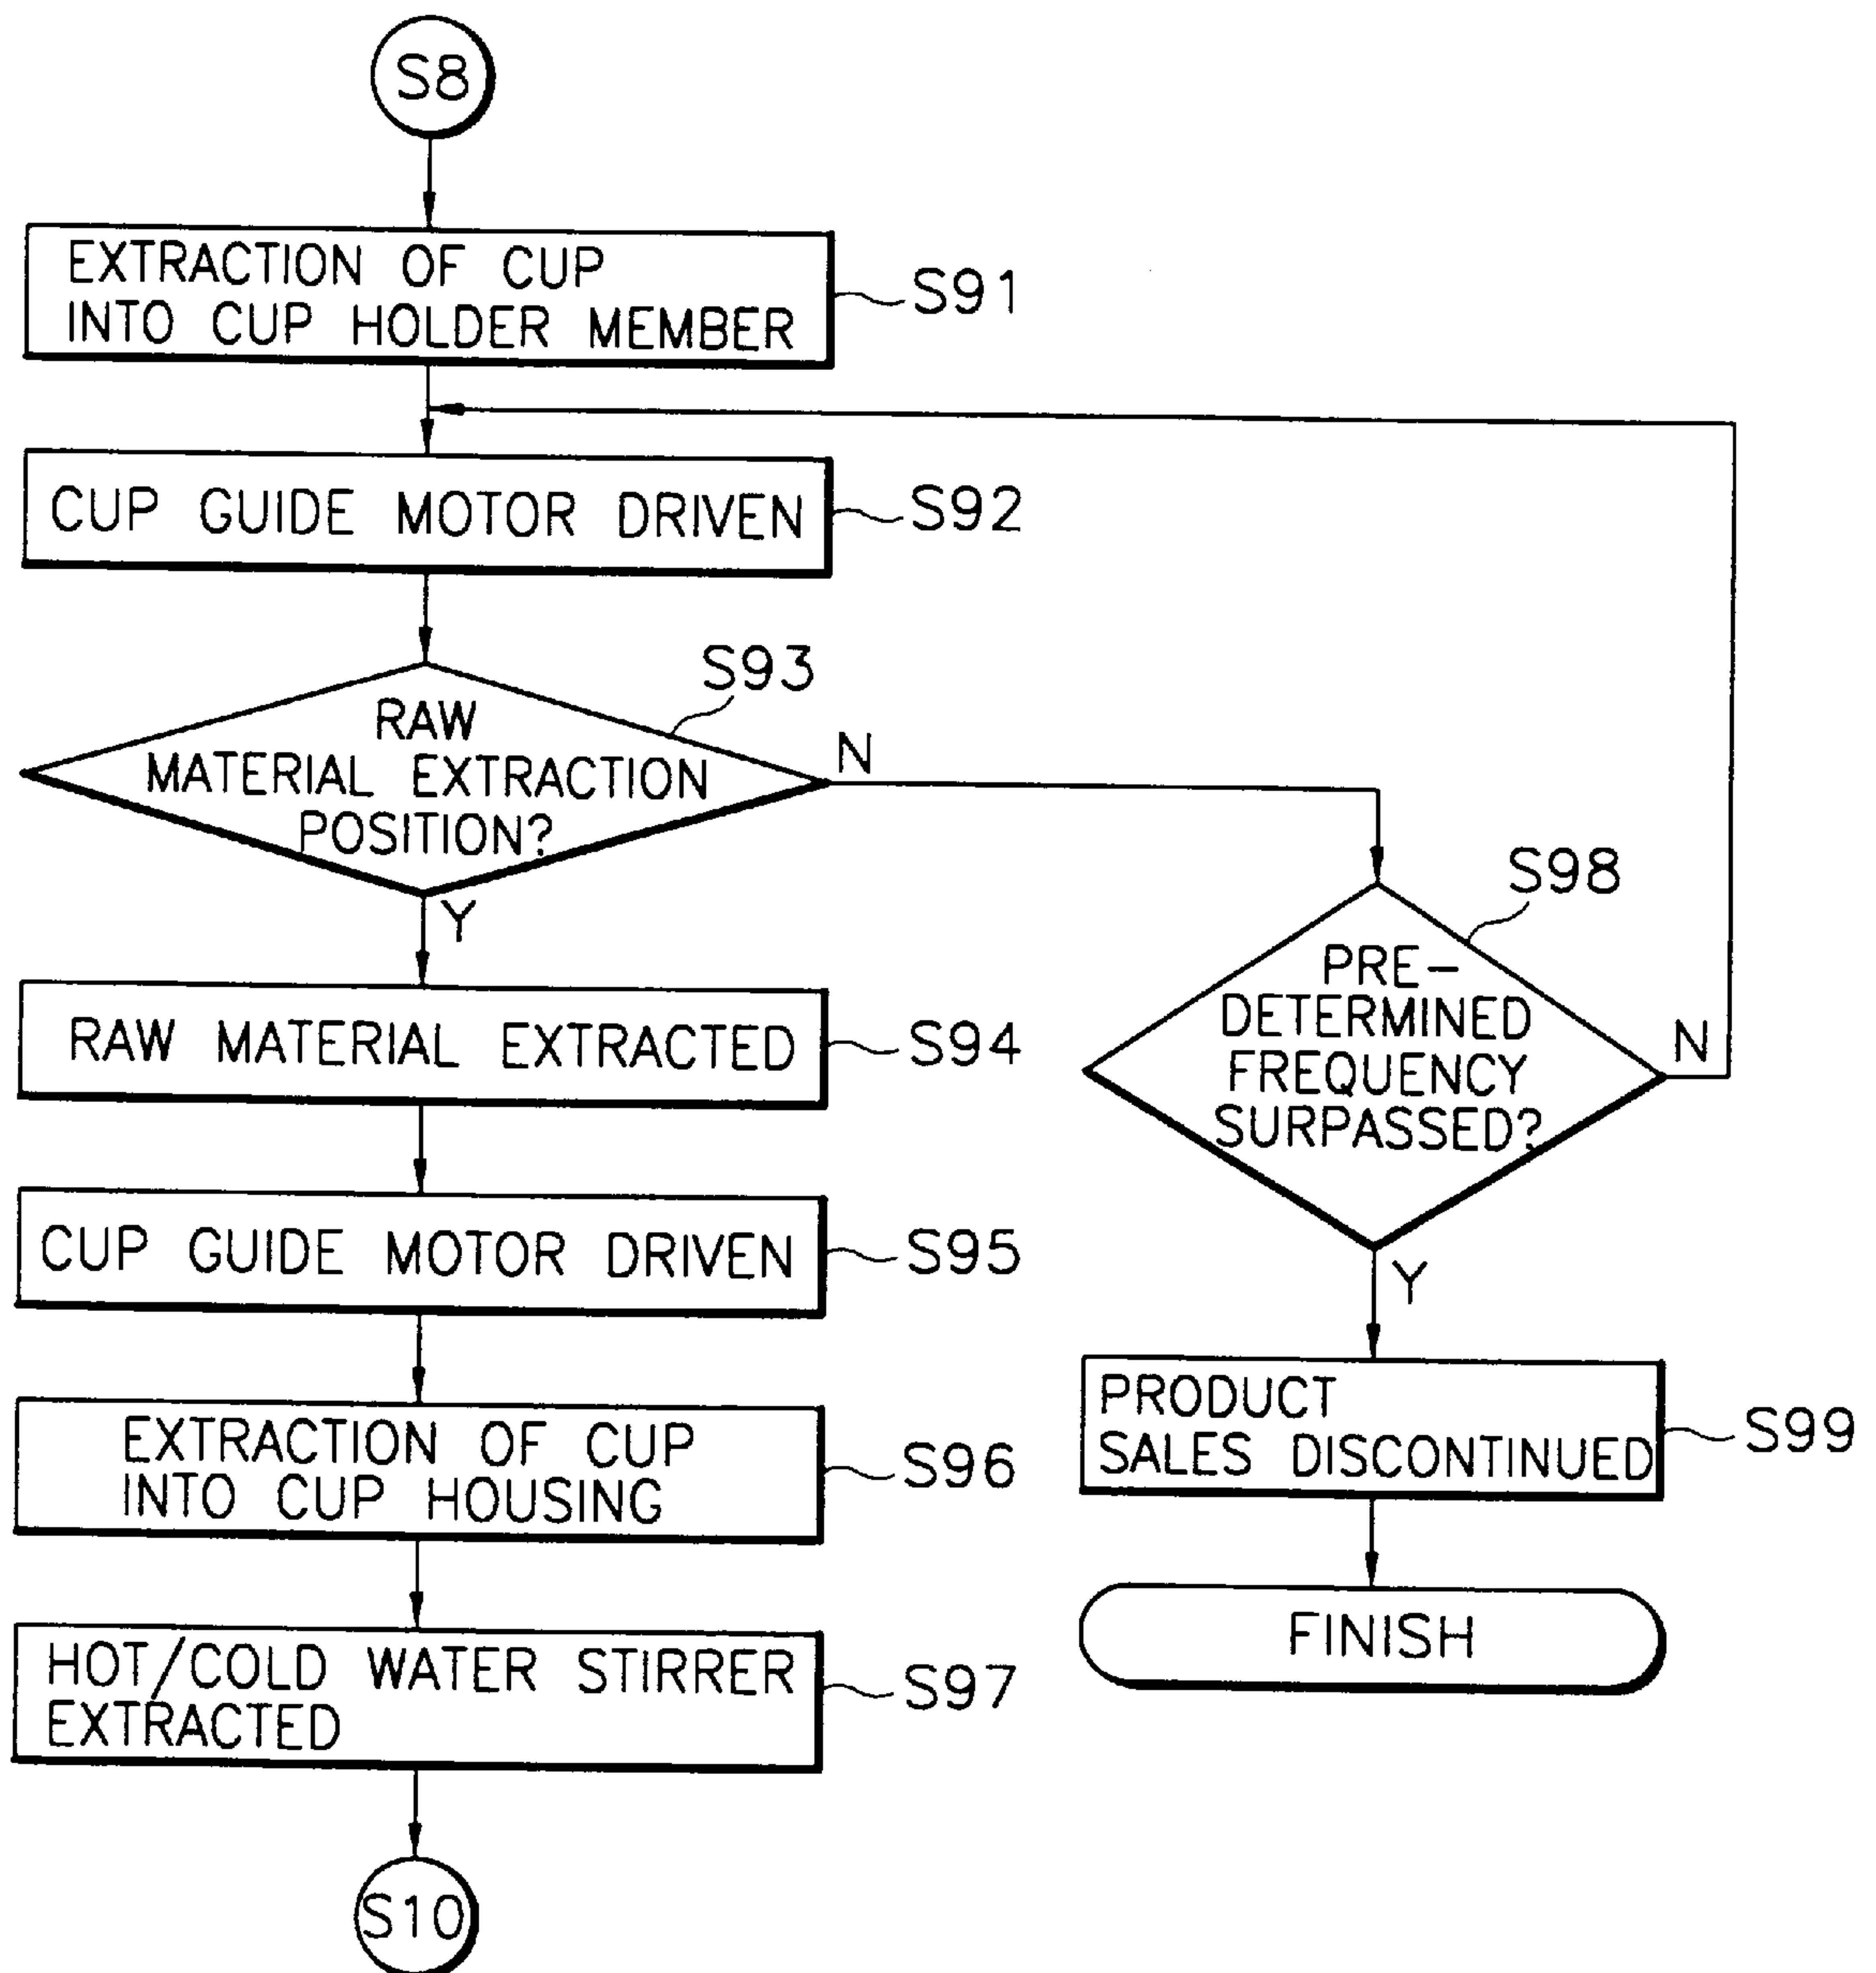 S8
EXTRACTION OF CUP
INTO CUP HOLDER MEMBER
S91
CUP GUIDE MOTOR DRIVEN
S92
S93
RAW
MATERIAL EXTRACTION
POSITION?
N
Y
RAW MATERIAL EXTRACTED
S94
CUP GUIDE MOTOR DRIVEN
S95
EXTRACTION OF CUP
INTO CUP HOUSING
S96
HOT/COLD WATER STIRRER
EXTRACTED
S97
S10
S98
PRE-
DETERMINED
FREQUENCY
SURPASSED?
N
Y
PRODUCT
SALES DISCONTINUED
S99
FINISH